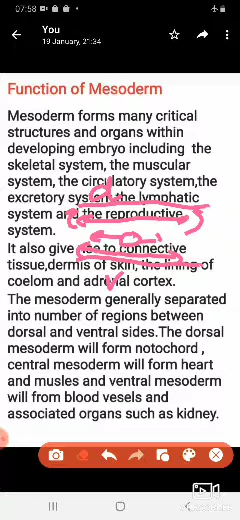 07:58
You
19 January, 21:34
Function of Mesoderm
Mesoderm forms many critical
structures and organs within
developing embryo including the
skeletal system, the muscular
system, the circulatory system,the
excretory system,the lymphatic
system and the reproductive
system.
It also give rise to connective
tissue,dermis of skin, the lining of
coelom and adrenal cortex.
The mesoderm generally separated
into number of regions between
dorsal and ventral sides. The dorsal
mesoderm will form notochord ,
central mesoderm will form heart
and musles and ventral mesoderm
will from blood vesels and
associated organs such as kidney.